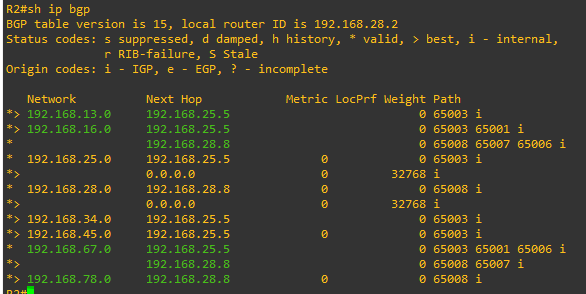 R2#sh ip bgp
BGP table version is 15, local router ID is 192.168.28.2
Status codes: s suppressed, d damped, h history, * valid, > best, i - internal,
              r RIB-failure, S Stale
Origin codes: i - IGP, e - EGP, ? - incomplete
   Network          Next Hop            Metric LocPrf Weight Path
*> 192.168.13.0     192.168.25.5                           0 65003 i
*> 192.168.16.0     192.168.25.5                           0 65003 65001 i
*                   192.168.28.8                           0 65008 65007 65006 i
*  192.168.25.0     192.168.25.5             0             0 65003 i
*>                  0.0.0.0                  0         32768 i
*  192.168.28.0     192.168.28.8             0             0 65008 i
*>                  0.0.0.0                  0         32768 i
*> 192.168.34.0     192.168.25.5                           0 65003 i
*> 192.168.45.0     192.168.25.5             0             0 65003 i
*  192.168.67.0     192.168.25.5                           0 65003 65001 65006 i
*>                  192.168.28.8                           0 65008 65007 i
*> 192.168.78.0     192.168.28.8             0             0 65008 i
R2#